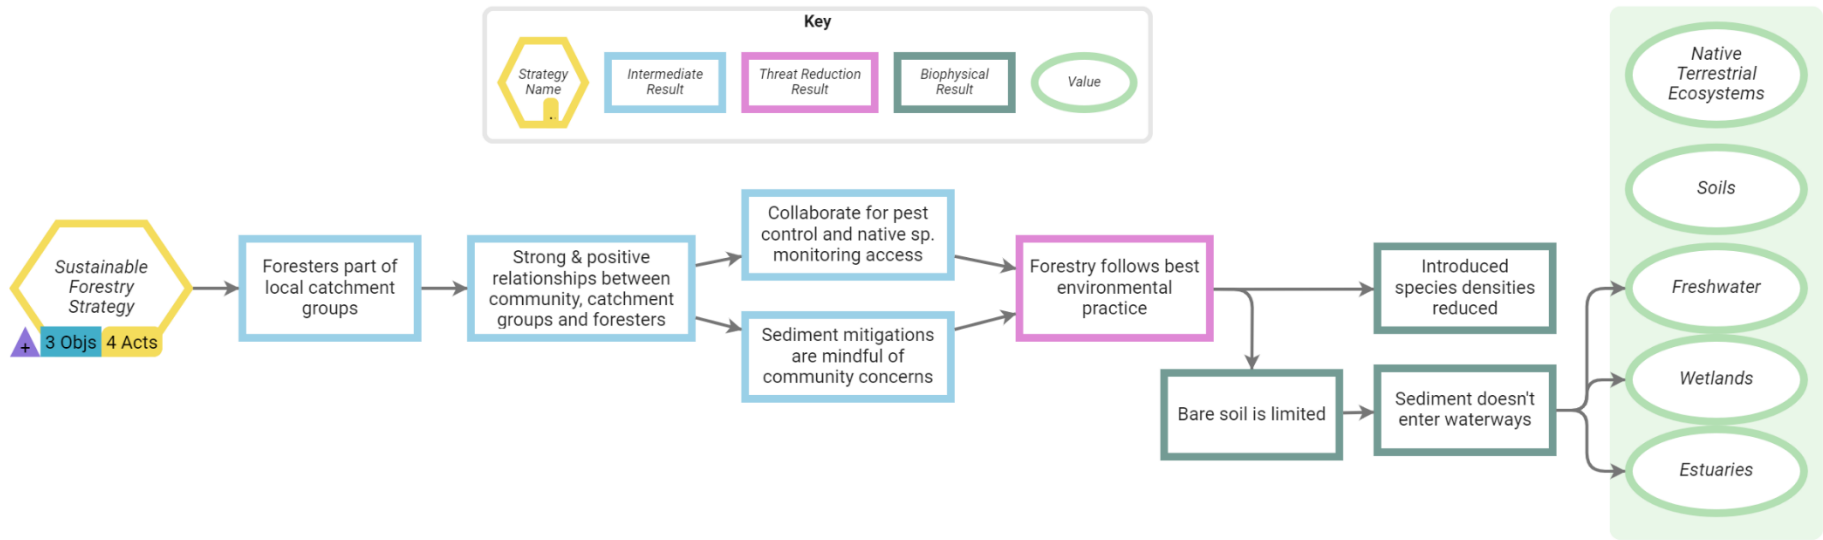 Key
Strategy
Name
.
Intermediate
Result
Threat Reduction
Result
Biophysical
Result
Value
Sustainable
Forestry
Strategy
+
3 Objs
4 Acts
Foresters part of
local catchment
groups
Strong & positive
relationships between
community, catchment
groups and foresters
Collaborate for pest
control and native sp.
monitoring access
Sediment mitigations
are mindful of
community concerns
Forestry follows best
environmental
practice
Introduced
species densities
reduced
Bare soil is limited
Sediment doesn't
enter waterways
Native
Terrestrial
Ecosystems
Soils
Freshwater
Wetlands
Estuaries